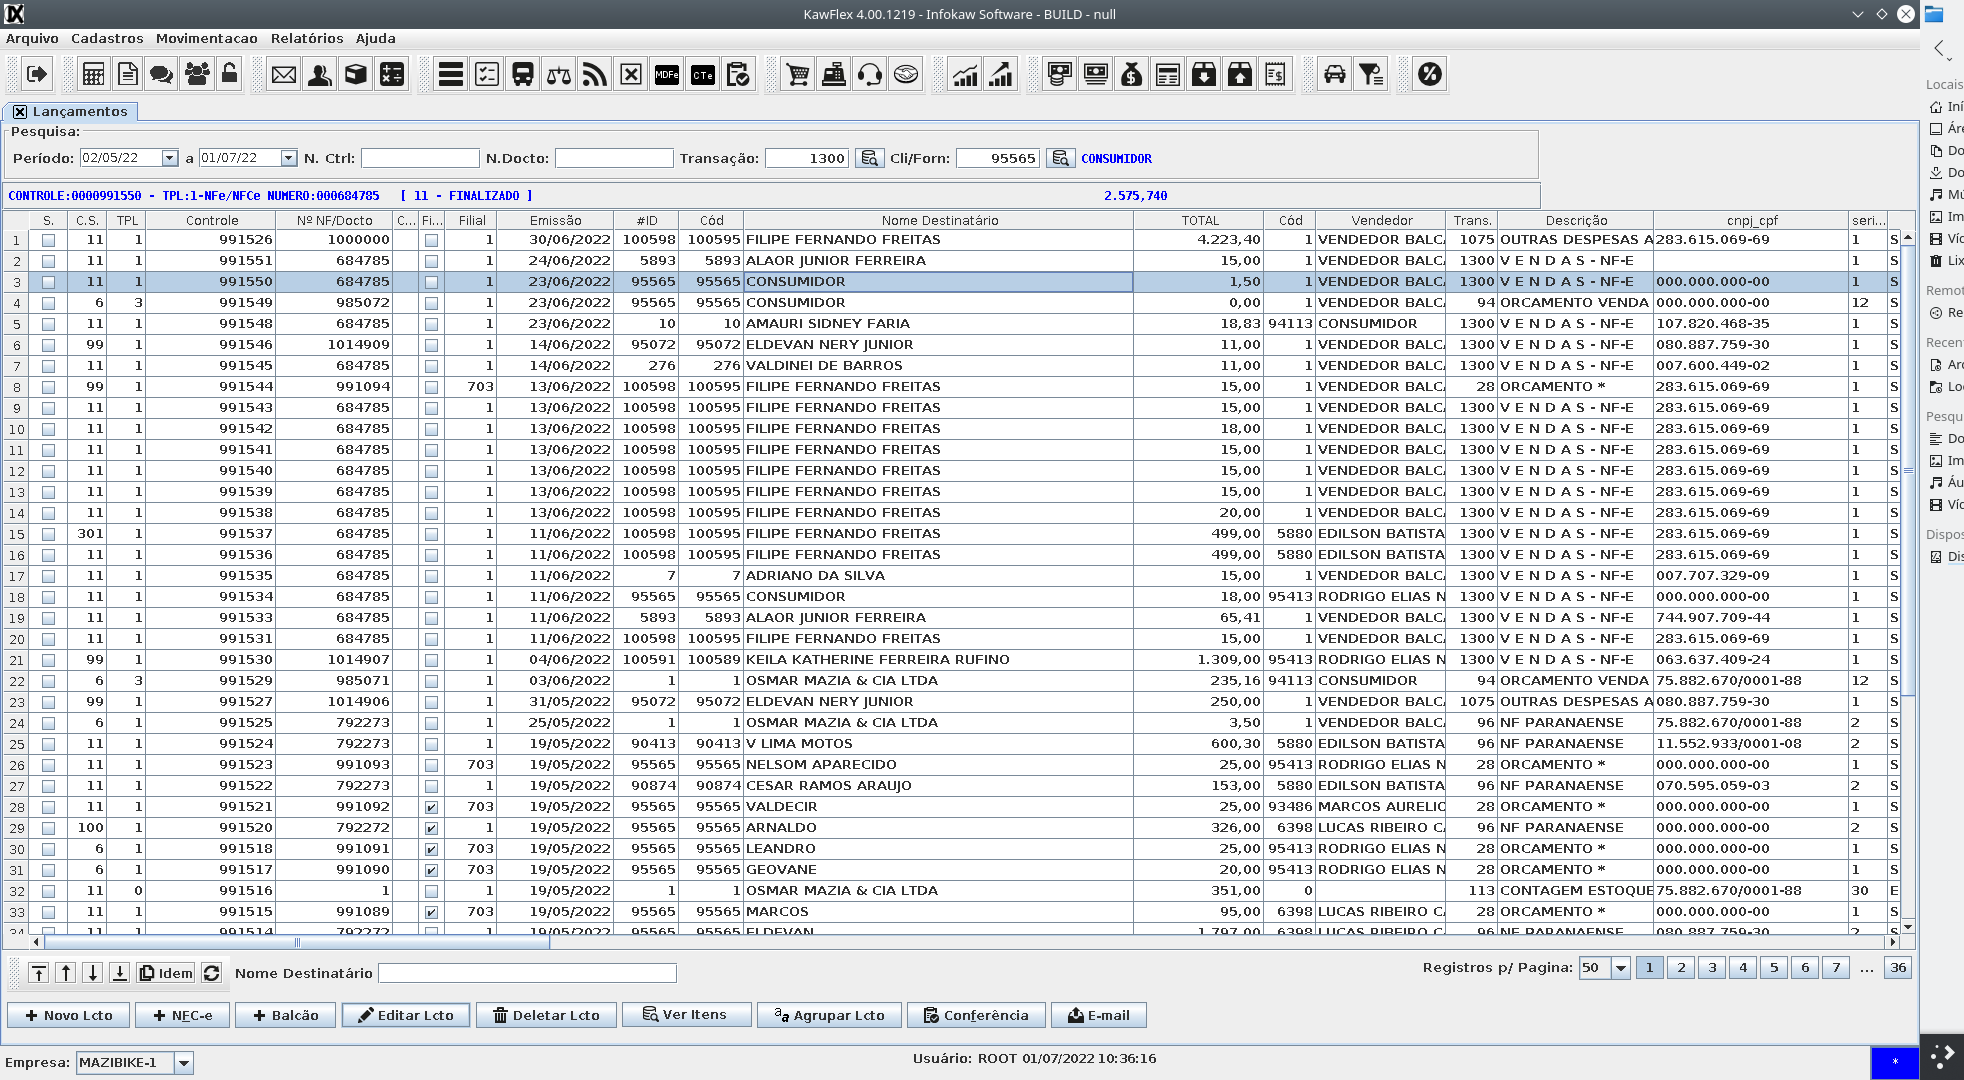 KawFlex 4.00.1219 - Infokaw Software - BUILD - null
Arquivo Cadastros Movimentacao Relatórios Ajuda
MDFe CTe
Lançamentos
Pesquisa:
Período: 02/05/22 a 01/07/22 N. Ctrl: N.Docto: Transação: 1300 Cli/Forn: 95565 CONSUMIDOR
CONTROLE:0000991550 - TPL:1-NFe/NFCe NUMERO:000684785 [ 11 - FINALIZADO ] 2.575,740
S. C.S. TPL Controle Nº NF/Docto C... Fi... Filial Emissão #ID Cód Nome Destinatário TOTAL Cód Vendedor Trans. Descrição cnpj_cpf seri...
1 11 1 991526 1000000 1 30/06/2022 100598 100595 FILIPE FERNANDO FREITAS 4.223,40 1 VENDEDOR BALC 1075 OUTRAS DESPESAS A 283.615.069-69 1 S
2 11 1 991551 684785 1 24/06/2022 5893 5893 ALAOR JUNIOR FERREIRA 15,00 1 VENDEDOR BALC 1300 V E N D A S - NF-E 1 S
3 11 1 991550 684785 1 23/06/2022 95565 95565 CONSUMIDOR 1,50 1 VENDEDOR BALC 1300 V E N D A S - NF-E 000.000.000-00 1 S
4 6 3 991549 985072 1 23/06/2022 95565 95565 CONSUMIDOR 0,00 1 VENDEDOR BALC 94 ORCAMENTO VENDA 000.000.000-00 12 S
5 11 1 991548 684785 1 23/06/2022 10 10 AMAURI SIDNEY FARIA 18,83 94113 CONSUMIDOR 1300 V E N D A S - NF-E 107.820.468-35 1 S
6 99 1 991546 1014909 1 14/06/2022 95072 95072 ELDEVAN NERY JUNIOR 11,00 1 VENDEDOR BALC 1300 V E N D A S - NF-E 080.887.759-30 1 S
7 11 1 991545 684785 1 14/06/2022 276 276 VALDINEI DE BARROS 11,00 1 VENDEDOR BALC 1300 V E N D A S - NF-E 007.600.449-02 1 S
8 99 1 991544 991094 703 13/06/2022 100598 100595 FILIPE FERNANDO FREITAS 15,00 1 VENDEDOR BALC 28 ORCAMENTO * 283.615.069-69 1 S
9 11 1 991543 684785 1 13/06/2022 100598 100595 FILIPE FERNANDO FREITAS 15,00 1 VENDEDOR BALC 1300 V E N D A S - NF-E 283.615.069-69 1 S
10 11 1 991542 684785 1 13/06/2022 100598 100595 FILIPE FERNANDO FREITAS 18,00 1 VENDEDOR BALC 1300 V E N D A S - NF-E 283.615.069-69 1 S
11 11 1 991541 684785 1 13/06/2022 100598 100595 FILIPE FERNANDO FREITAS 15,00 1 VENDEDOR BALC 1300 V E N D A S - NF-E 283.615.069-69 1 S
12 11 1 991540 684785 1 13/06/2022 100598 100595 FILIPE FERNANDO FREITAS 15,00 1 VENDEDOR BALC 1300 V E N D A S - NF-E 283.615.069-69 1 S
13 11 1 991539 684785 1 13/06/2022 100598 100595 FILIPE FERNANDO FREITAS 15,00 1 VENDEDOR BALC 1300 V E N D A S - NF-E 283.615.069-69 1 S
14 11 1 991538 684785 1 13/06/2022 100598 100595 FILIPE FERNANDO FREITAS 20,00 1 VENDEDOR BALC 1300 V E N D A S - NF-E 283.615.069-69 1 S
15 301 1 991537 684785 1 11/06/2022 100598 100595 FILIPE FERNANDO FREITAS 499,00 5880 EDILSON BATISTA 1300 V E N D A S - NF-E 283.615.069-69 1 S
16 11 1 991536 684785 1 11/06/2022 100598 100595 FILIPE FERNANDO FREITAS 499,00 5880 EDILSON BATISTA 1300 V E N D A S - NF-E 283.615.069-69 1 S
17 11 1 991535 684785 1 11/06/2022 7 7 ADRIANO DA SILVA 15,00 1 VENDEDOR BALC 1300 V E N D A S - NF-E 007.707.329-09 1 S
18 11 1 991534 684785 1 11/06/2022 95565 95565 CONSUMIDOR 18,00 95413 RODRIGO ELIAS N 1300 V E N D A S - NF-E 000.000.000-00 1 S
19 11 1 991533 684785 1 11/06/2022 5893 5893 ALAOR JUNIOR FERREIRA 65,41 1 VENDEDOR BALC 1300 V E N D A S - NF-E 744.907.709-44 1 S
20 11 1 991531 684785 1 11/06/2022 100598 100595 FILIPE FERNANDO FREITAS 15,00 1 VENDEDOR BALC 1300 V E N D A S - NF-E 283.615.069-69 1 S
21 99 1 991530 1014907 1 04/06/2022 100591 100589 KEILA KATHERINE FERREIRA RUFINO 1.309,00 95413 RODRIGO ELIAS N 1300 V E N D A S - NF-E 063.637.409-24 1 S
22 6 3 991529 985071 1 03/06/2022 1 1 OSMAR MAZIA & CIA LTDA 235,16 94113 CONSUMIDOR 94 ORCAMENTO VENDA 75.882.670/0001-88 12 S
23 99 1 991527 1014906 1 31/05/2022 95072 95072 ELDEVAN NERY JUNIOR 250,00 1 VENDEDOR BALC 1075 OUTRAS DESPESAS A 080.887.759-30 1 S
24 6 1 991525 792273 1 25/05/2022 1 1 OSMAR MAZIA & CIA LTDA 3,50 1 VENDEDOR BALC 96 NF PARANAENSE 75.882.670/0001-88 2 S
25 11 1 991524 792273 1 19/05/2022 90413 90413 V LIMA MOTOS 600,30 5880 EDILSON BATISTA 96 NF PARANAENSE 11.552.933/0001-08 2 S
26 11 1 991523 991093 703 19/05/2022 95565 95565 NELSOM APARECIDO 25,00 95413 RODRIGO ELIAS N 28 ORCAMENTO * 000.000.000-00 1 S
27 11 1 991522 792273 1 19/05/2022 90874 90874 CESAR RAMOS ARAUJO 153,00 5880 EDILSON BATISTA 96 NF PARANAENSE 070.595.059-03 2 S
28 11 1 991521 991092 703 19/05/2022 95565 95565 VALDECIR 25,00 93486 MARCOS AURELIO 28 ORCAMENTO * 000.000.000-00 1 S
29 100 1 991520 792272 1 19/05/2022 95565 95565 ARNALDO 326,00 6398 LUCAS RIBEIRO C 96 NF PARANAENSE 000.000.000-00 2 S
30 6 1 991518 991091 703 19/05/2022 95565 95565 LEANDRO 25,00 95413 RODRIGO ELIAS N 28 ORCAMENTO * 000.000.000-00 1 S
31 6 1 991517 991090 703 19/05/2022 95565 95565 GEOVANE 20,00 95413 RODRIGO ELIAS N 28 ORCAMENTO * 000.000.000-00 1 S
32 11 0 991516 1 1 19/05/2022 1 1 OSMAR MAZIA & CIA LTDA 351,00 0 113 CONTAGEM ESTOQUE 75.882.670/0001-88 30 E
33 11 1 991515 991089 703 19/05/2022 95565 95565 MARCOS 95,00 6398 LUCAS RIBEIRO C 28 ORCAMENTO * 000.000.000-00 1 S
34 11 1 991514 792272 1 19/05/2022 95565 95565 ELDEVAN 1.797,00 6398 LUCAS RIBEIRO C 96 NF PARANAENSE 080.887.759-30 2 S
Idem Nome Destinatário Registros p/ Pagina: 50 1 2 3 4 5 6 7 ... 36
Novo Lcto NFC-e Balcão Editar Lcto Deletar Lcto Ver Itens Agrupar Lcto Conferência E-mail
Empresa: MAZIBIKE-1 Usuário: ROOT 01/07/2022 10:36:16 *
Locais
Iní
Áre
Do
Do
Mú
Im
Víd
Lix
Remot
Re
Recen
Arq
Loc
Pesqu
Do
Im
Áu
Víd
Dispos
Dis